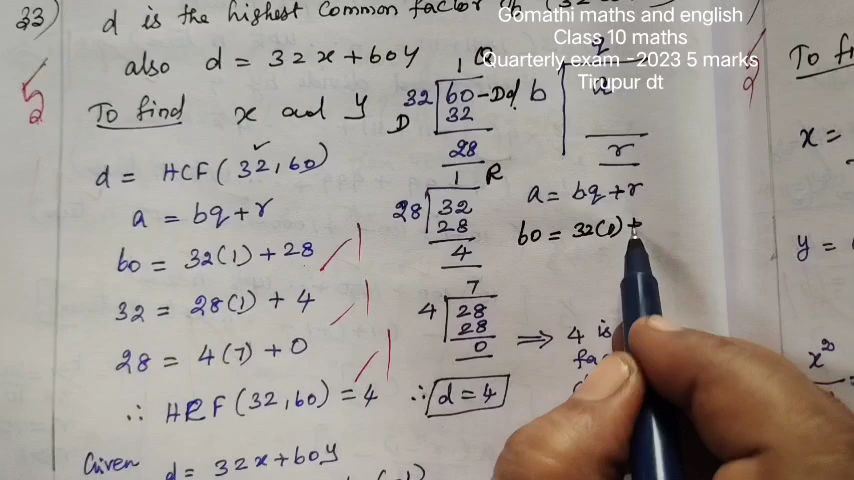 Gomathi maths and english
Class 10 maths
Quarterly exam -2023 5 marks
Tirupur dt
33) d is the highest common factor
also d = 32x + 60y
To find x and y
d = HCF (32, 60)
a = bq + r
60 = 32(1) + 28
32 = 28(1) + 4
28 = 4(7) + 0
∴ HCF (32, 60) = 4 ∴ d = 4
Given d = 32x + 60y
1 Q
32 60 - Dd
D 32
28
1 R
28 32
28
4
7
4 28
28
0
⇒ 4 is
q
b a
r
a = bq + r
60 = 32(1) +
x =
y =